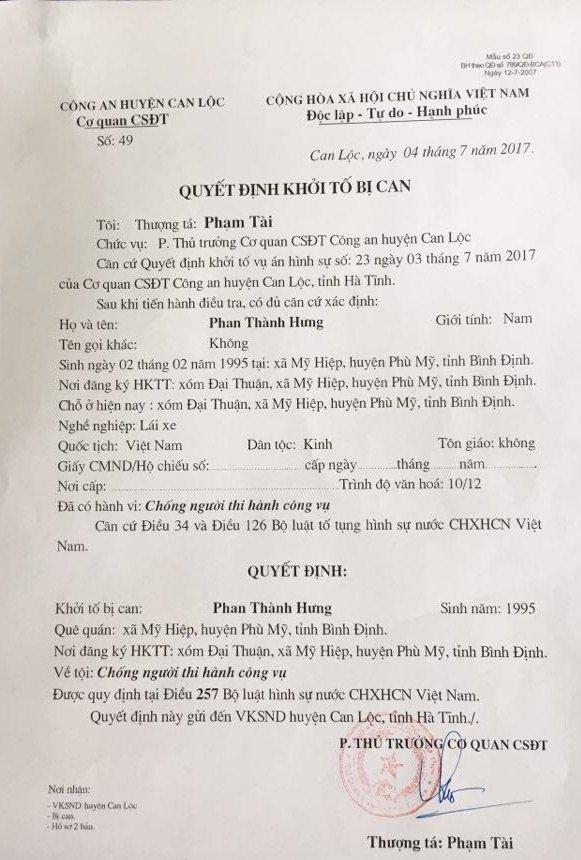 Mẫu số 23 QĐ
BH theo QĐ số 789/QĐ-BCA(C11)
Ngày 12-7-2007
CÔNG AN HUYỆN CAN LỘC
Cơ quan CSĐT
Số: 49
CỘNG HÒA XÃ HỘI CHỦ NGHĨA VIỆT NAM
Độc lập - Tự do - Hạnh phúc
Can Lộc, ngày 04 tháng 7 năm 2017.
QUYẾT ĐỊNH KHỞI TỐ BỊ CAN
Tôi: Thượng tá: Phạm Tài
Chức vụ: P. Thủ trưởng Cơ quan CSĐT Công an huyện Can Lộc
Căn cứ Quyết định khởi tố vụ án hình sự số: 23 ngày 03 tháng 7 năm 2017
của Cơ quan CSĐT Công an huyện Can Lộc, tỉnh Hà Tĩnh.
Sau khi tiến hành điều tra, có đủ căn cứ xác định:
Họ và tên: Phan Thành Hưng Giới tính: Nam
Tên gọi khác: Không
Sinh ngày 02 tháng 02 năm 1995 tại: xã Mỹ Hiệp, huyện Phù Mỹ, tỉnh Bình Định.
Nơi đăng ký HKTT: xóm Đại Thuận, xã Mỹ Hiệp, huyện Phù Mỹ, tỉnh Bình Định.
Chỗ ở hiện nay : xóm Đại Thuận, xã Mỹ Hiệp, huyện Phù Mỹ, tỉnh Bình Định.
Nghề nghiệp: Lái xe
Quốc tịch: Việt Nam Dân tộc: Kinh Tôn giáo: không
Giấy CMND/Hộ chiếu số:........................ cấp ngày..........tháng........năm..............
Nơi cấp: ......................................................Trình độ văn hoá: 10/12
Đã có hành vi: Chống người thi hành công vụ
Căn cứ Điều 34 và Điều 126 Bộ luật tố tụng hình sự nước CHXHCN Việt
Nam.
QUYẾT ĐỊNH:
Khởi tố bị can: Phan Thành Hưng Sinh năm: 1995
Quê quán: xã Mỹ Hiệp, huyện Phù Mỹ, tỉnh Bình Định.
Nơi đăng ký HKTT: xóm Đại Thuận, xã Mỹ Hiệp, huyện Phù Mỹ, tỉnh Bình Định.
Về tội: Chống người thi hành công vụ
Được quy định tại Điều 257 Bộ luật hình sự nước CHXHCN Việt Nam.
Quyết định này gửi đến VKSND huyện Can Lộc, tỉnh Hà Tĩnh./.
P. THỦ TRƯỞNG CƠ QUAN CSĐT
Nơi nhận:
- VKSND huyện Can Lộc
- Bị can.
- Hồ sơ 2 bản.
Thượng tá: Phạm Tài